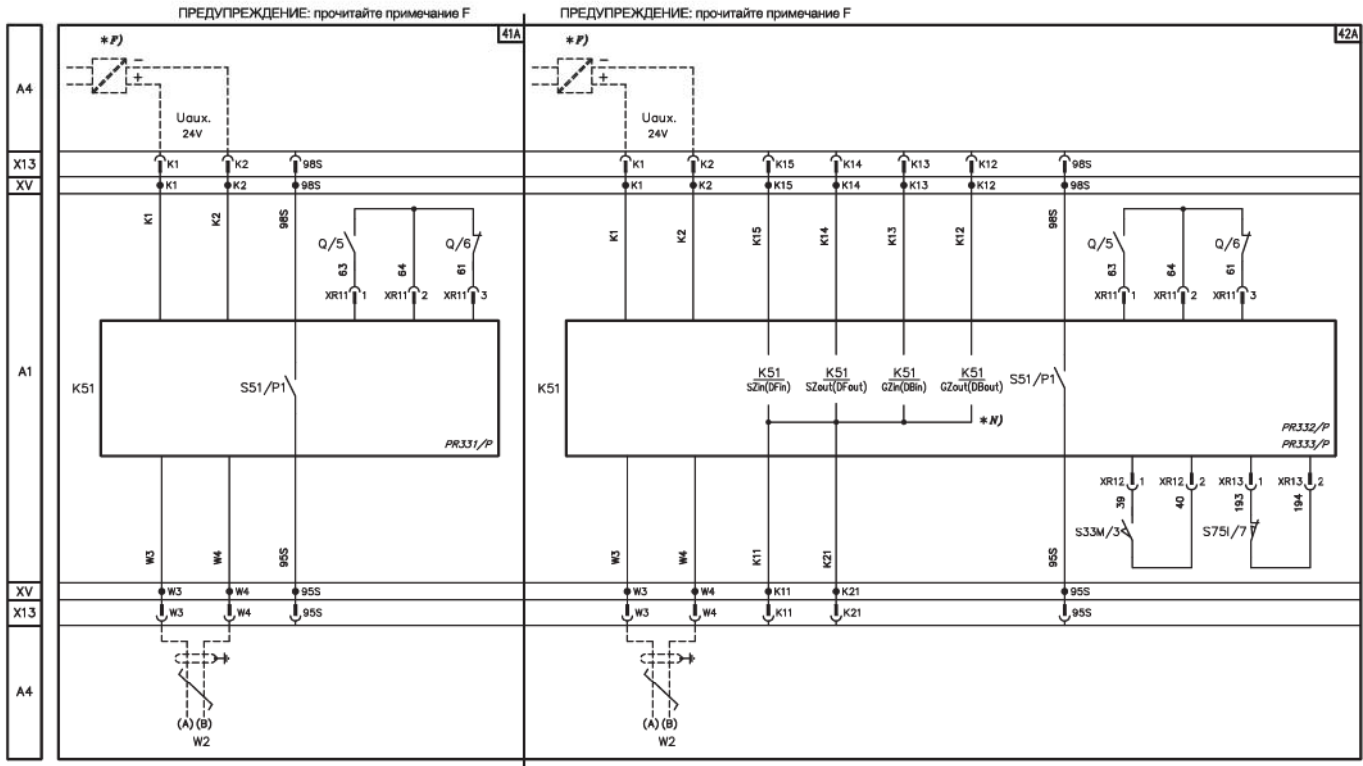 ПРЕДУПРЕЖДЕНИЕ: прочитайте примечание F
ПРЕДУПРЕЖДЕНИЕ: прочитайте примечание F
41A
42A
A4
*F)
- 
+
Uaux.
24V
*F)
-
+
Uaux.
24V
X13
K1
K2
98S
K1
K2
K15
K14
K13
K12
98S
XV
K1
K2
98S
K1
K2
K15
K14
K13
K12
98S
A1
K1
K2
98S
Q/5
63
64
Q/6
61
XR11 1
XR11 2
XR11 3
K1
K2
K15
K14
K13
K12
98S
Q/5
63
64
Q/6
61
XR11 1
XR11 2
XR11 3
K51
S51/P1
PR331/P
K51
K51
SZin(DFin)
K51
SZout(DFout)
K51
GZin(DBin)
K51
GZout(DBout)
S51/P1
*N)
PR332/P
PR333/P
XR12 1
XR12 2
XR13 1
XR13 2
39
40
193
194
S33M/3
S75I/7
W3
W4
95S
W3
W4
K11
K21
95S
XV
W3
W4
95S
W3
W4
K11
K21
95S
X13
W3
W4
95S
W3
W4
K11
K21
95S
A4
(A) (B)
W2
(A) (B)
W2